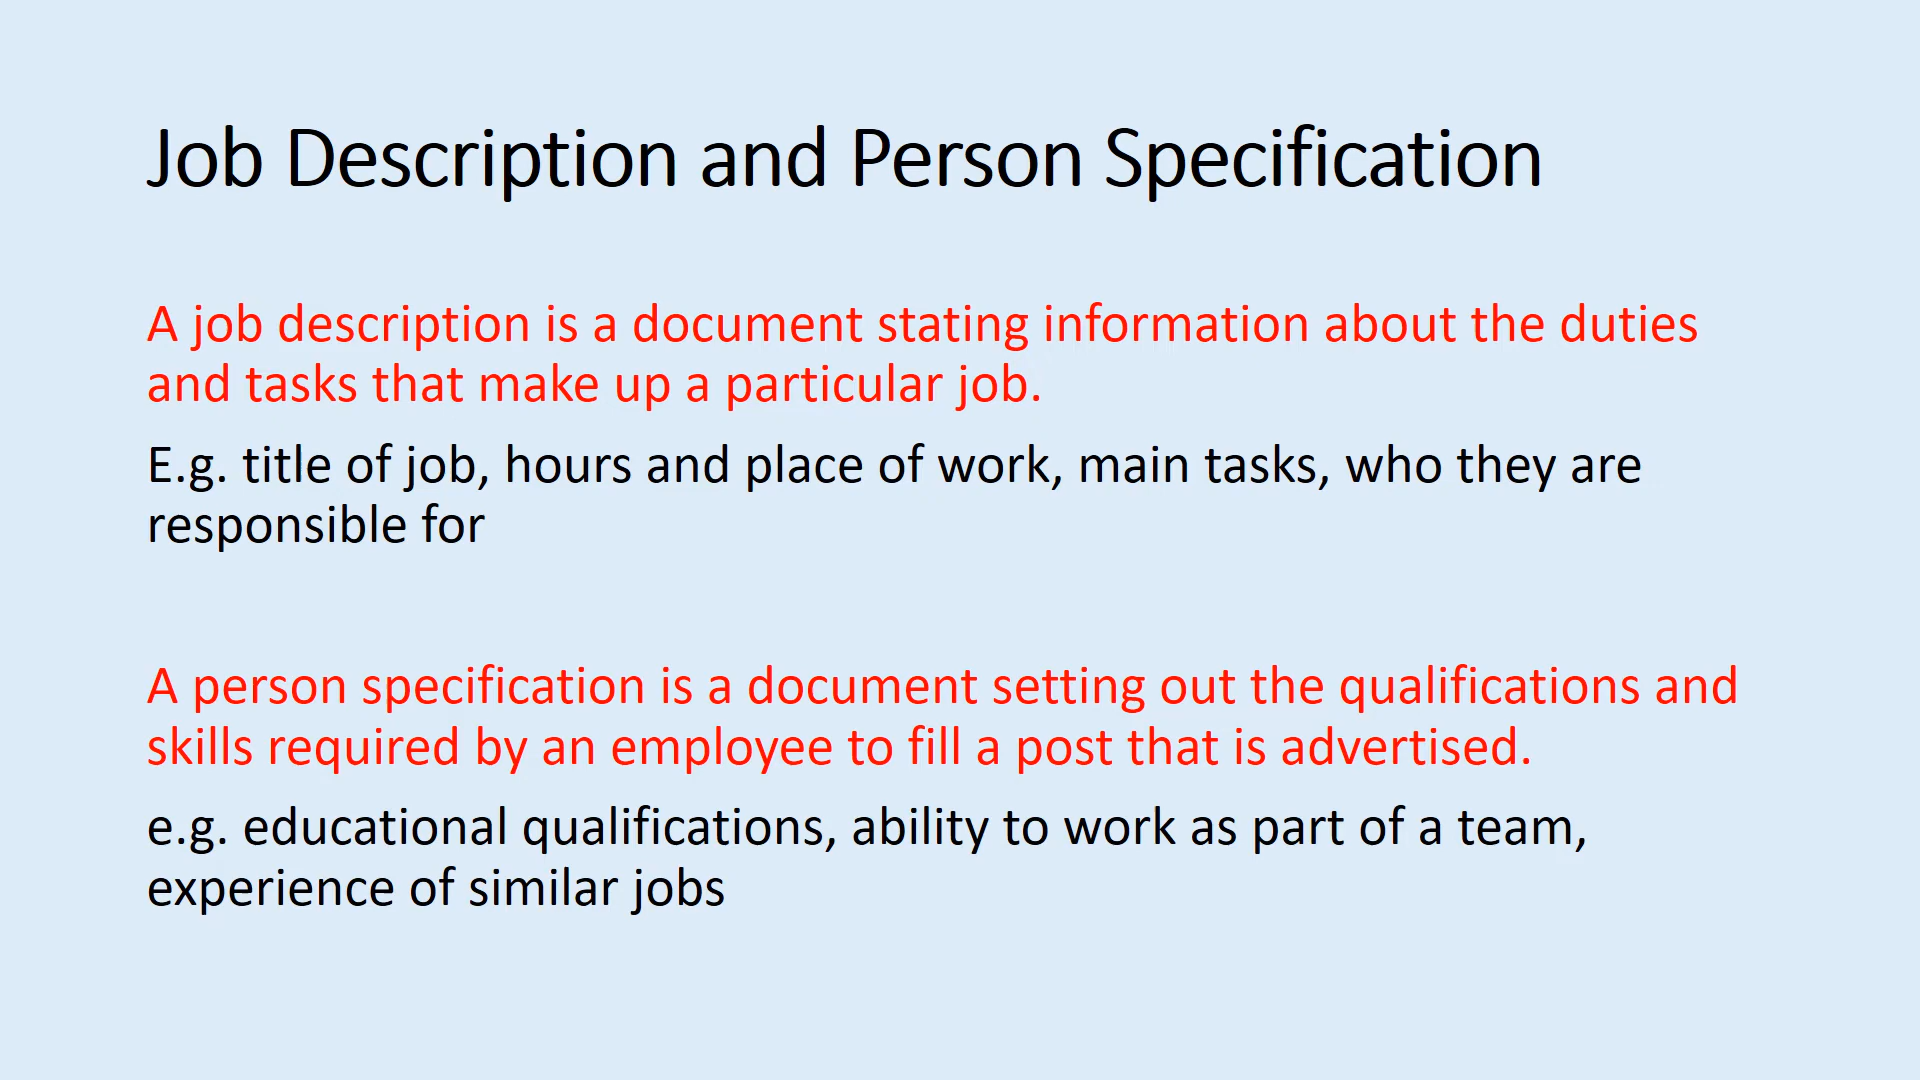 Job Description and Person Specification
A job description is a document stating information about the duties
and tasks that make up a particular job.
E.g. title of job, hours and place of work, main tasks, who they are
responsible for
A person specification is a document setting out the qualifications and
skills required by an employee to fill a post that is advertised.
e.g. educational qualifications, ability to work as part of a team,
experience of similar jobs